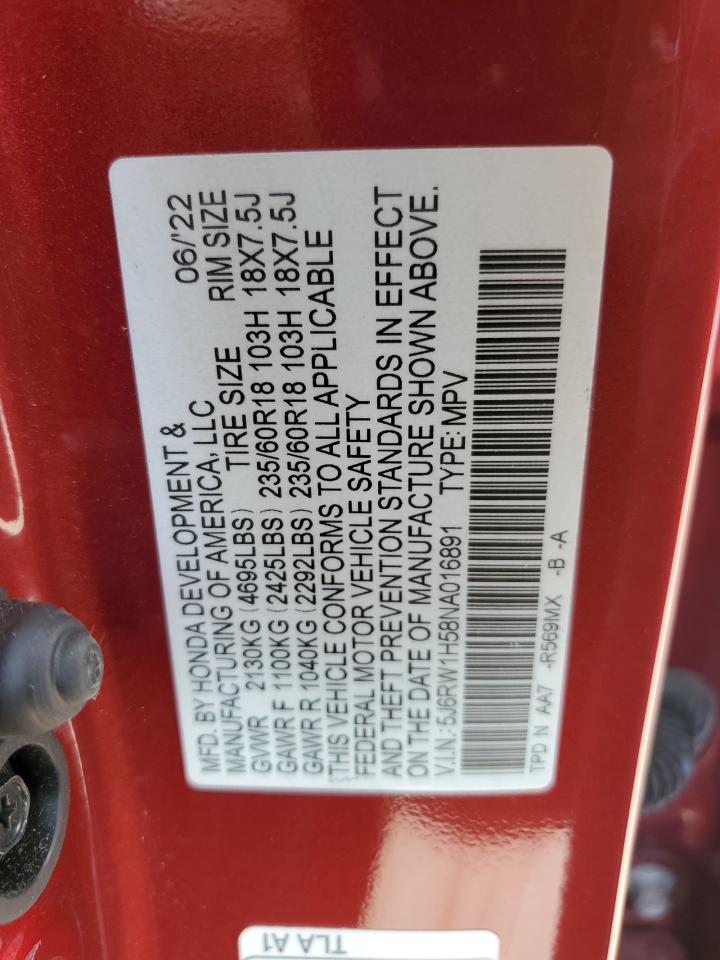 MFD. BY HONDA DEVELOPMENT &
MANUFACTURING OF AMERICA, LLC 06/'22
GVWR 2130KG (4695LBS) TIRE SIZE RIM SIZE
GAWR F 1100KG (2425LBS) 235/60R18 103H 18X7.5J
GAWR R 1040KG (2292LBS) 235/60R18 103H 18X7.5J
THIS VEHICLE CONFORMS TO ALL APPLICABLE
FEDERAL MOTOR VEHICLE SAFETY
AND THEFT PREVENTION STANDARDS IN EFFECT
ON THE DATE OF MANUFACTURE SHOWN ABOVE.
V.I.N.:5J6RW1H58NA016891 TYPE:MPV
TPD N AA7 -R569MX -B -A
TLA A1